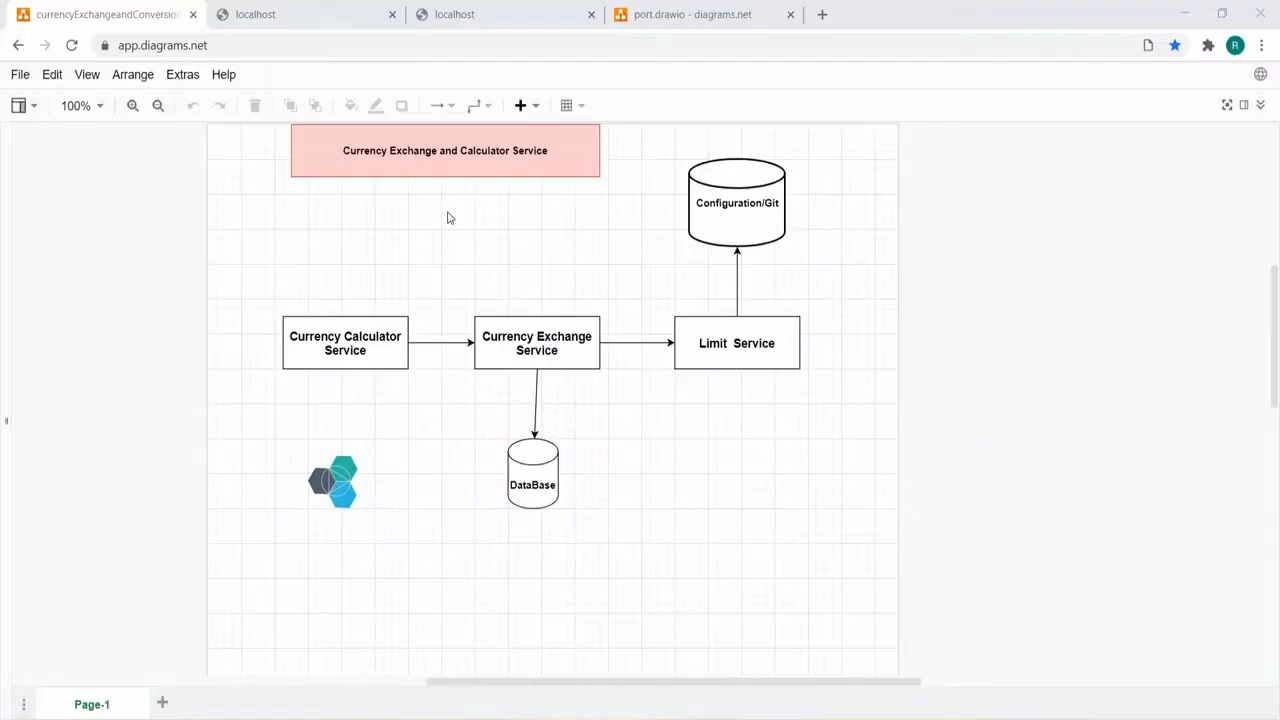 currencyExchangeandConversion
localhost
localhost
port.drawio - diagrams.net
app.diagrams.net
R
File Edit View Arrange Extras Help
100%
Currency Exchange and Calculator Service
Configuration/Git
Currency Calculator
Service
Currency Exchange
Service
Limit Service
DataBase
Page-1